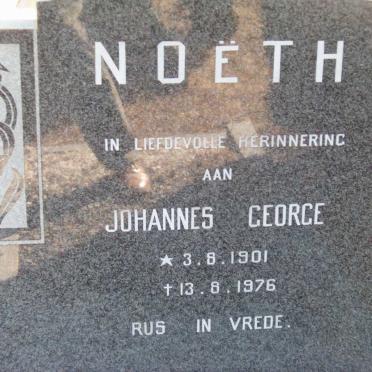 NOËTH
IN LIEFDEVOLLE HERINNERING
AAN
JOHANNES GEORGE
★ 3.8.1901
†13.8.1976
RUS IN VREDE.